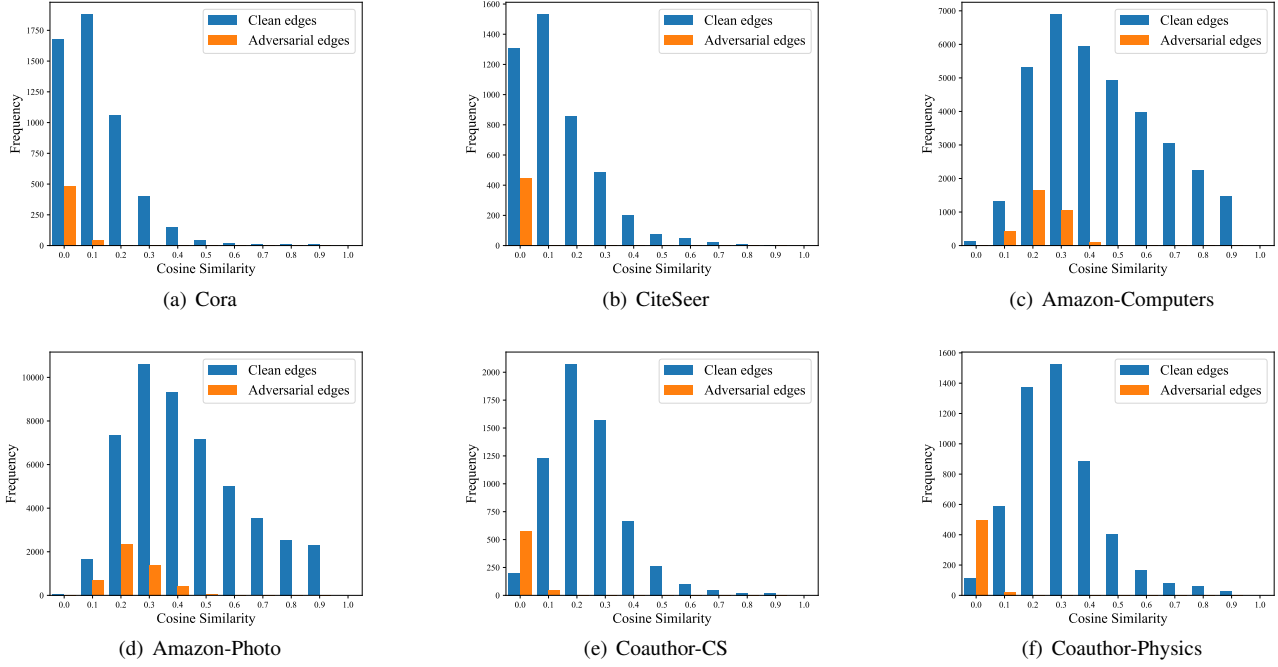 Clean edges
Adversarial edges
Frequency
1750
1500
1250
1000
750
500
250
0
0.0 0.1 0.2 0.3 0.4 0.5 0.6 0.7 0.8 0.9 1.0
Cosine Similarity
(a) Cora
Clean edges
Adversarial edges
Frequency
1600
1400
1200
1000
800
600
400
200
0
0.0 0.1 0.2 0.3 0.4 0.5 0.6 0.7 0.8 0.9 1.0
Cosine Similarity
(b) CiteSeer
Clean edges
Adversarial edges
Frequency
7000
6000
5000
4000
3000
2000
1000
0
0.0 0.1 0.2 0.3 0.4 0.5 0.6 0.7 0.8 0.9 1.0
Cosine Similarity
(c) Amazon-Computers
Clean edges
Adversarial edges
Frequency
10000
8000
6000
4000
2000
0
0.0 0.1 0.2 0.3 0.4 0.5 0.6 0.7 0.8 0.9 1.0
Cosine Similarity
(d) Amazon-Photo
Clean edges
Adversarial edges
Frequency
2000
1750
1500
1250
1000
750
500
250
0
0.0 0.1 0.2 0.3 0.4 0.5 0.6 0.7 0.8 0.9 1.0
Cosine Similarity
(e) Coauthor-CS
Clean edges
Adversarial edges
Frequency
1600
1400
1200
1000
800
600
400
200
0
0.0 0.1 0.2 0.3 0.4 0.5 0.6 0.7 0.8 0.9 1.0
Cosine Similarity
(f) Coauthor-Physics